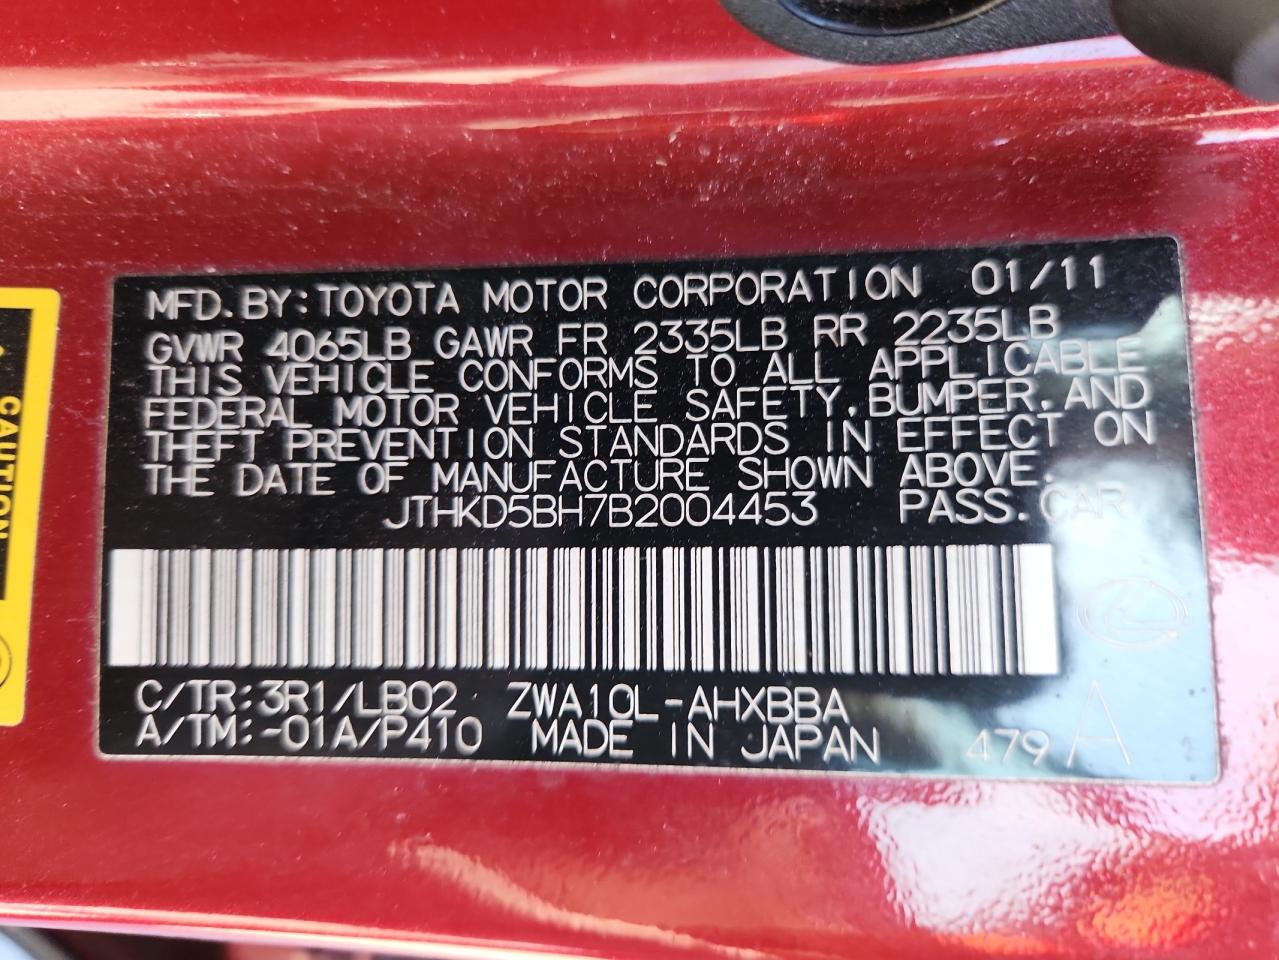 MFD. BY: TOYOTA MOTOR CORPORATION 01/11
GVWR 4065LB GAWR FR 2335LB RR 2235LB
THIS VEHICLE CONFORMS TO ALL APPLICABLE
FEDERAL MOTOR VEHICLE SAFETY, BUMPER, AND
THEFT PREVENTION STANDARDS IN EFFECT ON
THE DATE OF MANUFACTURE SHOWN ABOVE.
JTHKD5BH7B2004453 PASS. CAR
C/TR: 3R1/LB02 ZWA10L-AHXBBA
A/TM: -01A/P410 MADE IN JAPAN 479 A
CAUTION